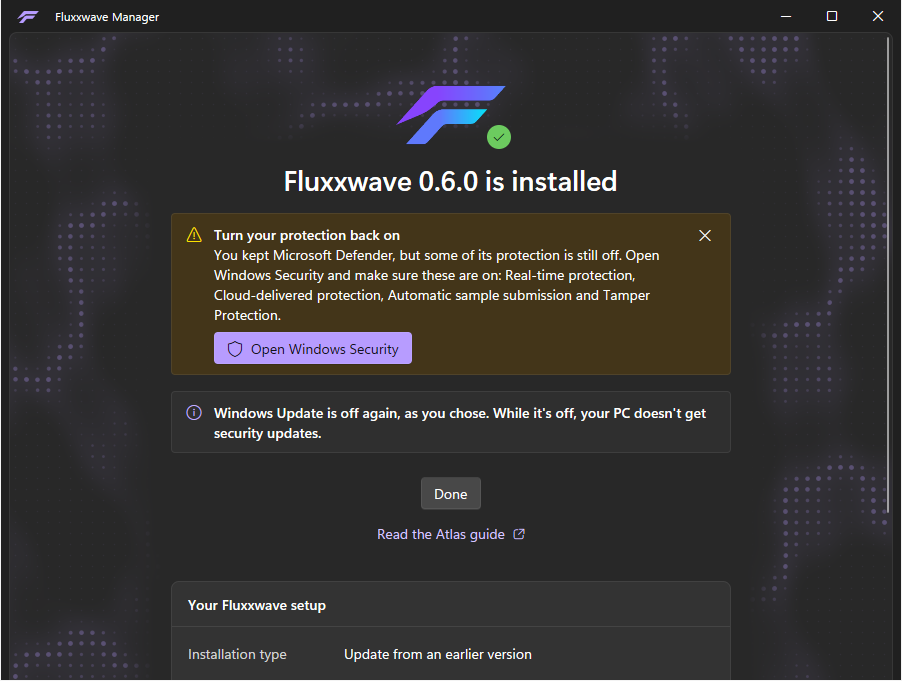 Fluxxwave Manager
Fluxxwave 0.6.0 is installed
Turn your protection back on
You kept Microsoft Defender, but some of its protection is still off. Open
Windows Security and make sure these are on: Real-time protection,
Cloud-delivered protection, Automatic sample submission and Tamper
Protection.
Open Windows Security
Windows Update is off again, as you chose. While it's off, your PC doesn't get
security updates.
Done
Read the Atlas guide
Your Fluxxwave setup
Installation type
Update from an earlier version